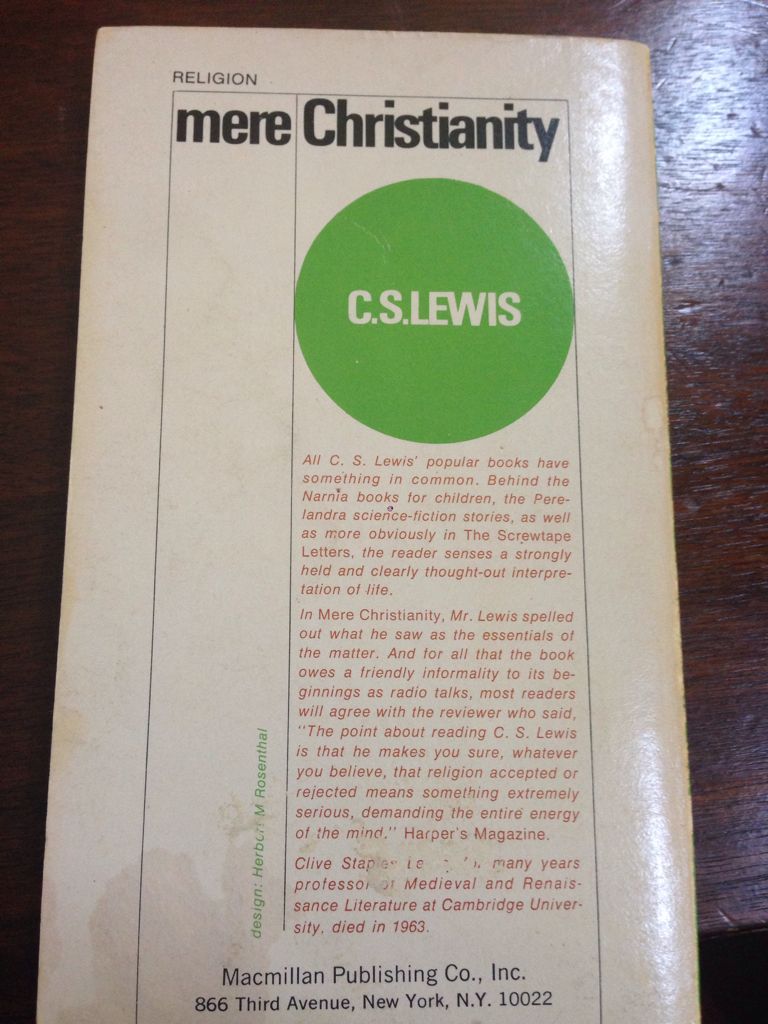 RELIGION
mere Christianity
C.S.LEWIS
All C. S. Lewis' popular books have
something in common. Behind the
Narnia books for children, the Pere-
landra science-fiction stories, as well
as more obviously in The Screwtape
Letters, the reader senses a strongly
held and clearly thought-out interpre-
tation of life.
In Mere Christianity, Mr. Lewis spelled
out what he saw as the essentials of
the matter. And for all that the book
owes a friendly informality to its be-
ginnings as radio talks, most readers
will agree with the reviewer who said,
"The point about reading C. S. Lewis
is that he makes you sure, whatever
you believe, that religion accepted or
rejected means something extremely
serious, demanding the entire energy
of the mind." Harper's Magazine.
Clive Staples many years
professor of Medieval and Renais-
sance Literature at Cambridge Univer-
sity, died in 1963.
design: Herbert M Rosenthal
Macmillan Publishing Co., Inc.
866 Third Avenue, New York, N.Y. 10022